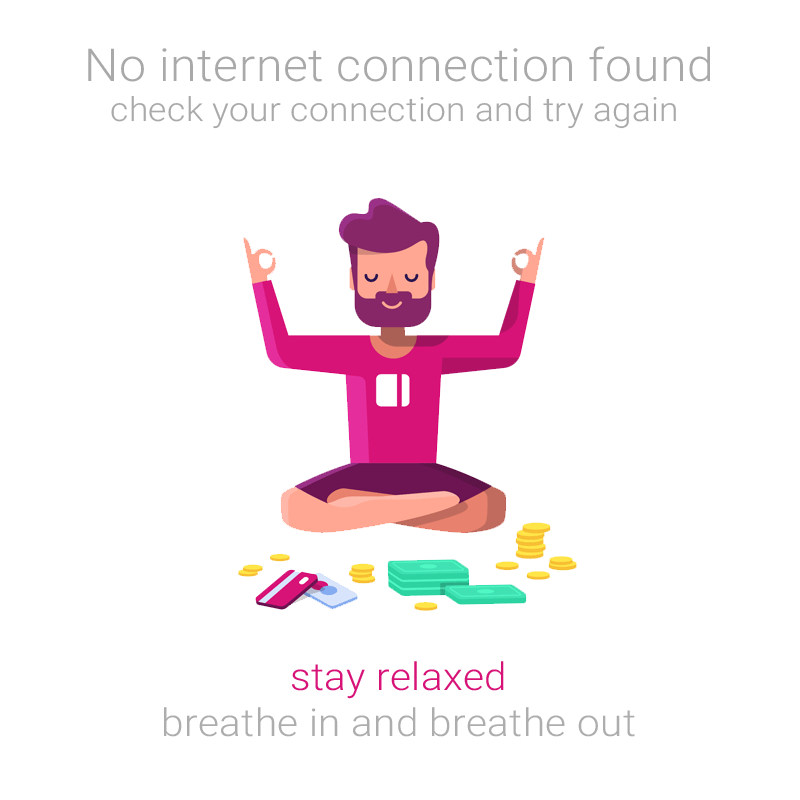 No internet connection found
check your connection and try again
stay relaxed
breathe in and breathe out